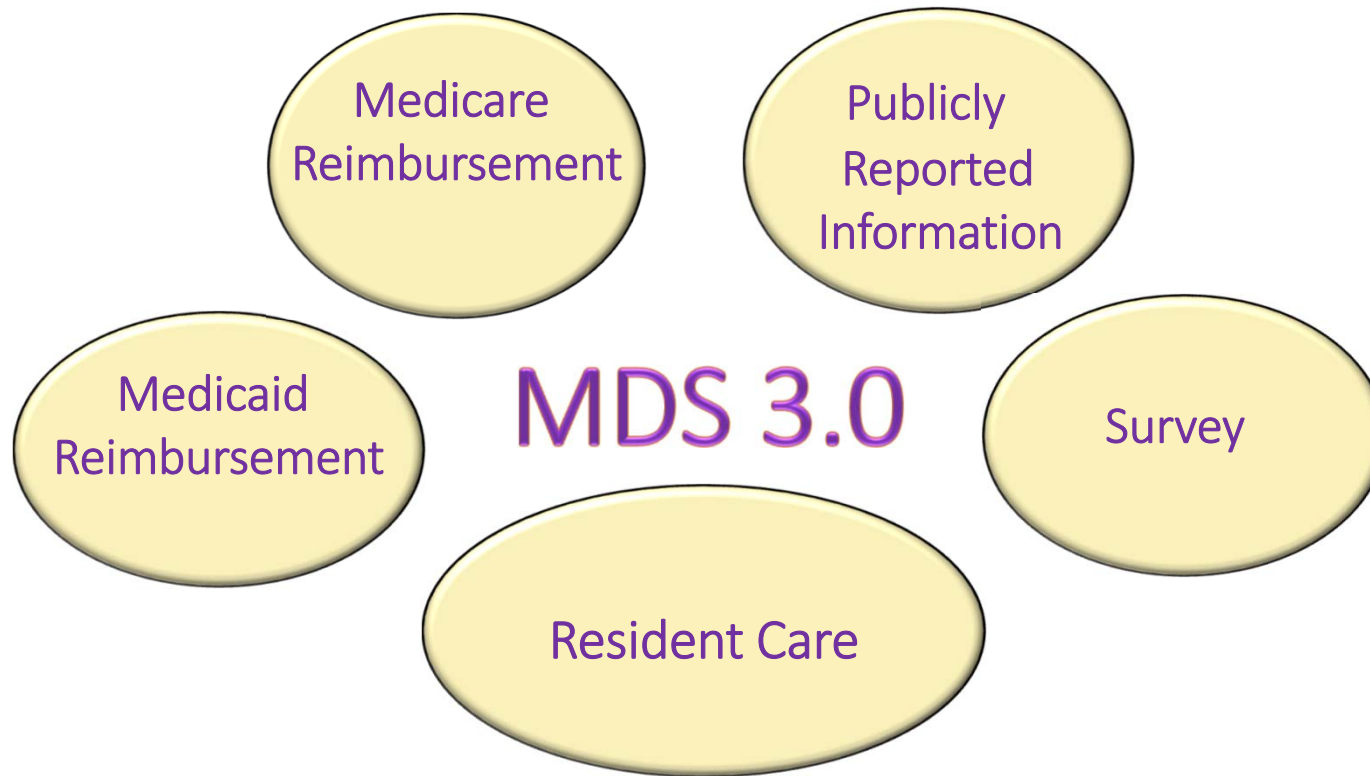 Medicare
Reimbursement
Publicly
Reported
Information
Medicaid
Reimbursement
MDS 3.0
Survey
Resident Care